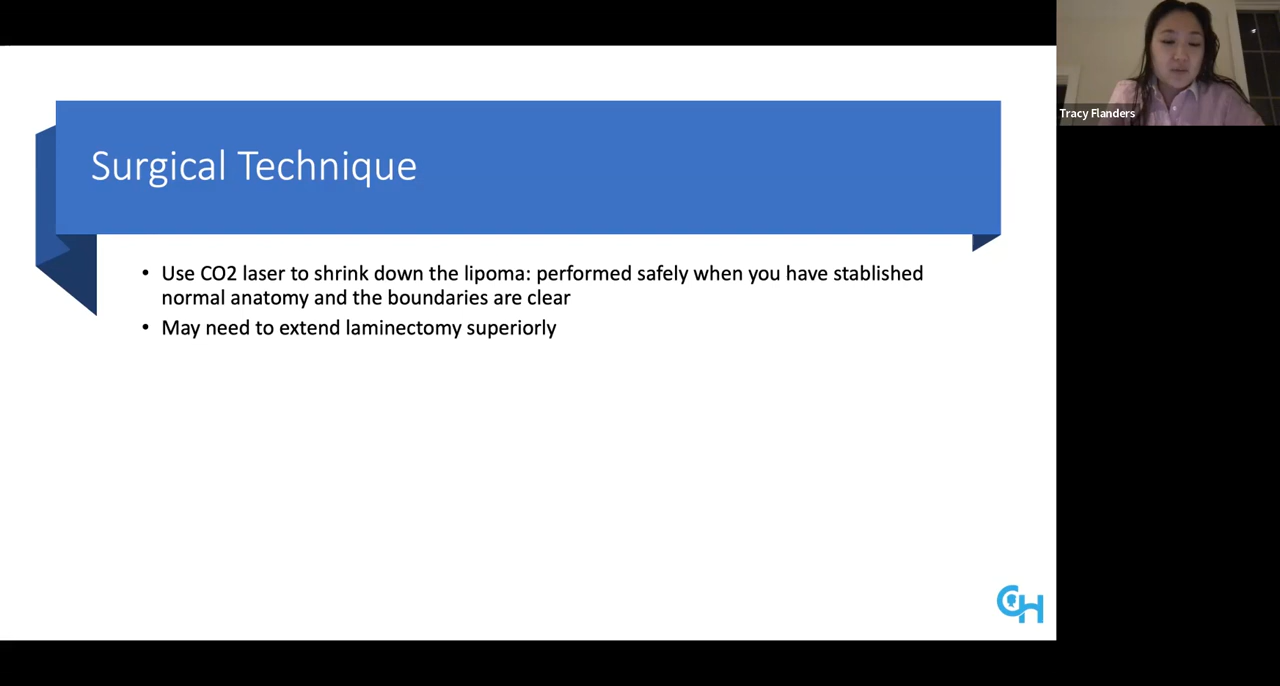 Surgical Technique
• Use CO2 laser to shrink down the lipoma: performed safely when you have stablished
normal anatomy and the boundaries are clear
• May need to extend laminectomy superiorly
Tracy Flanders
CH